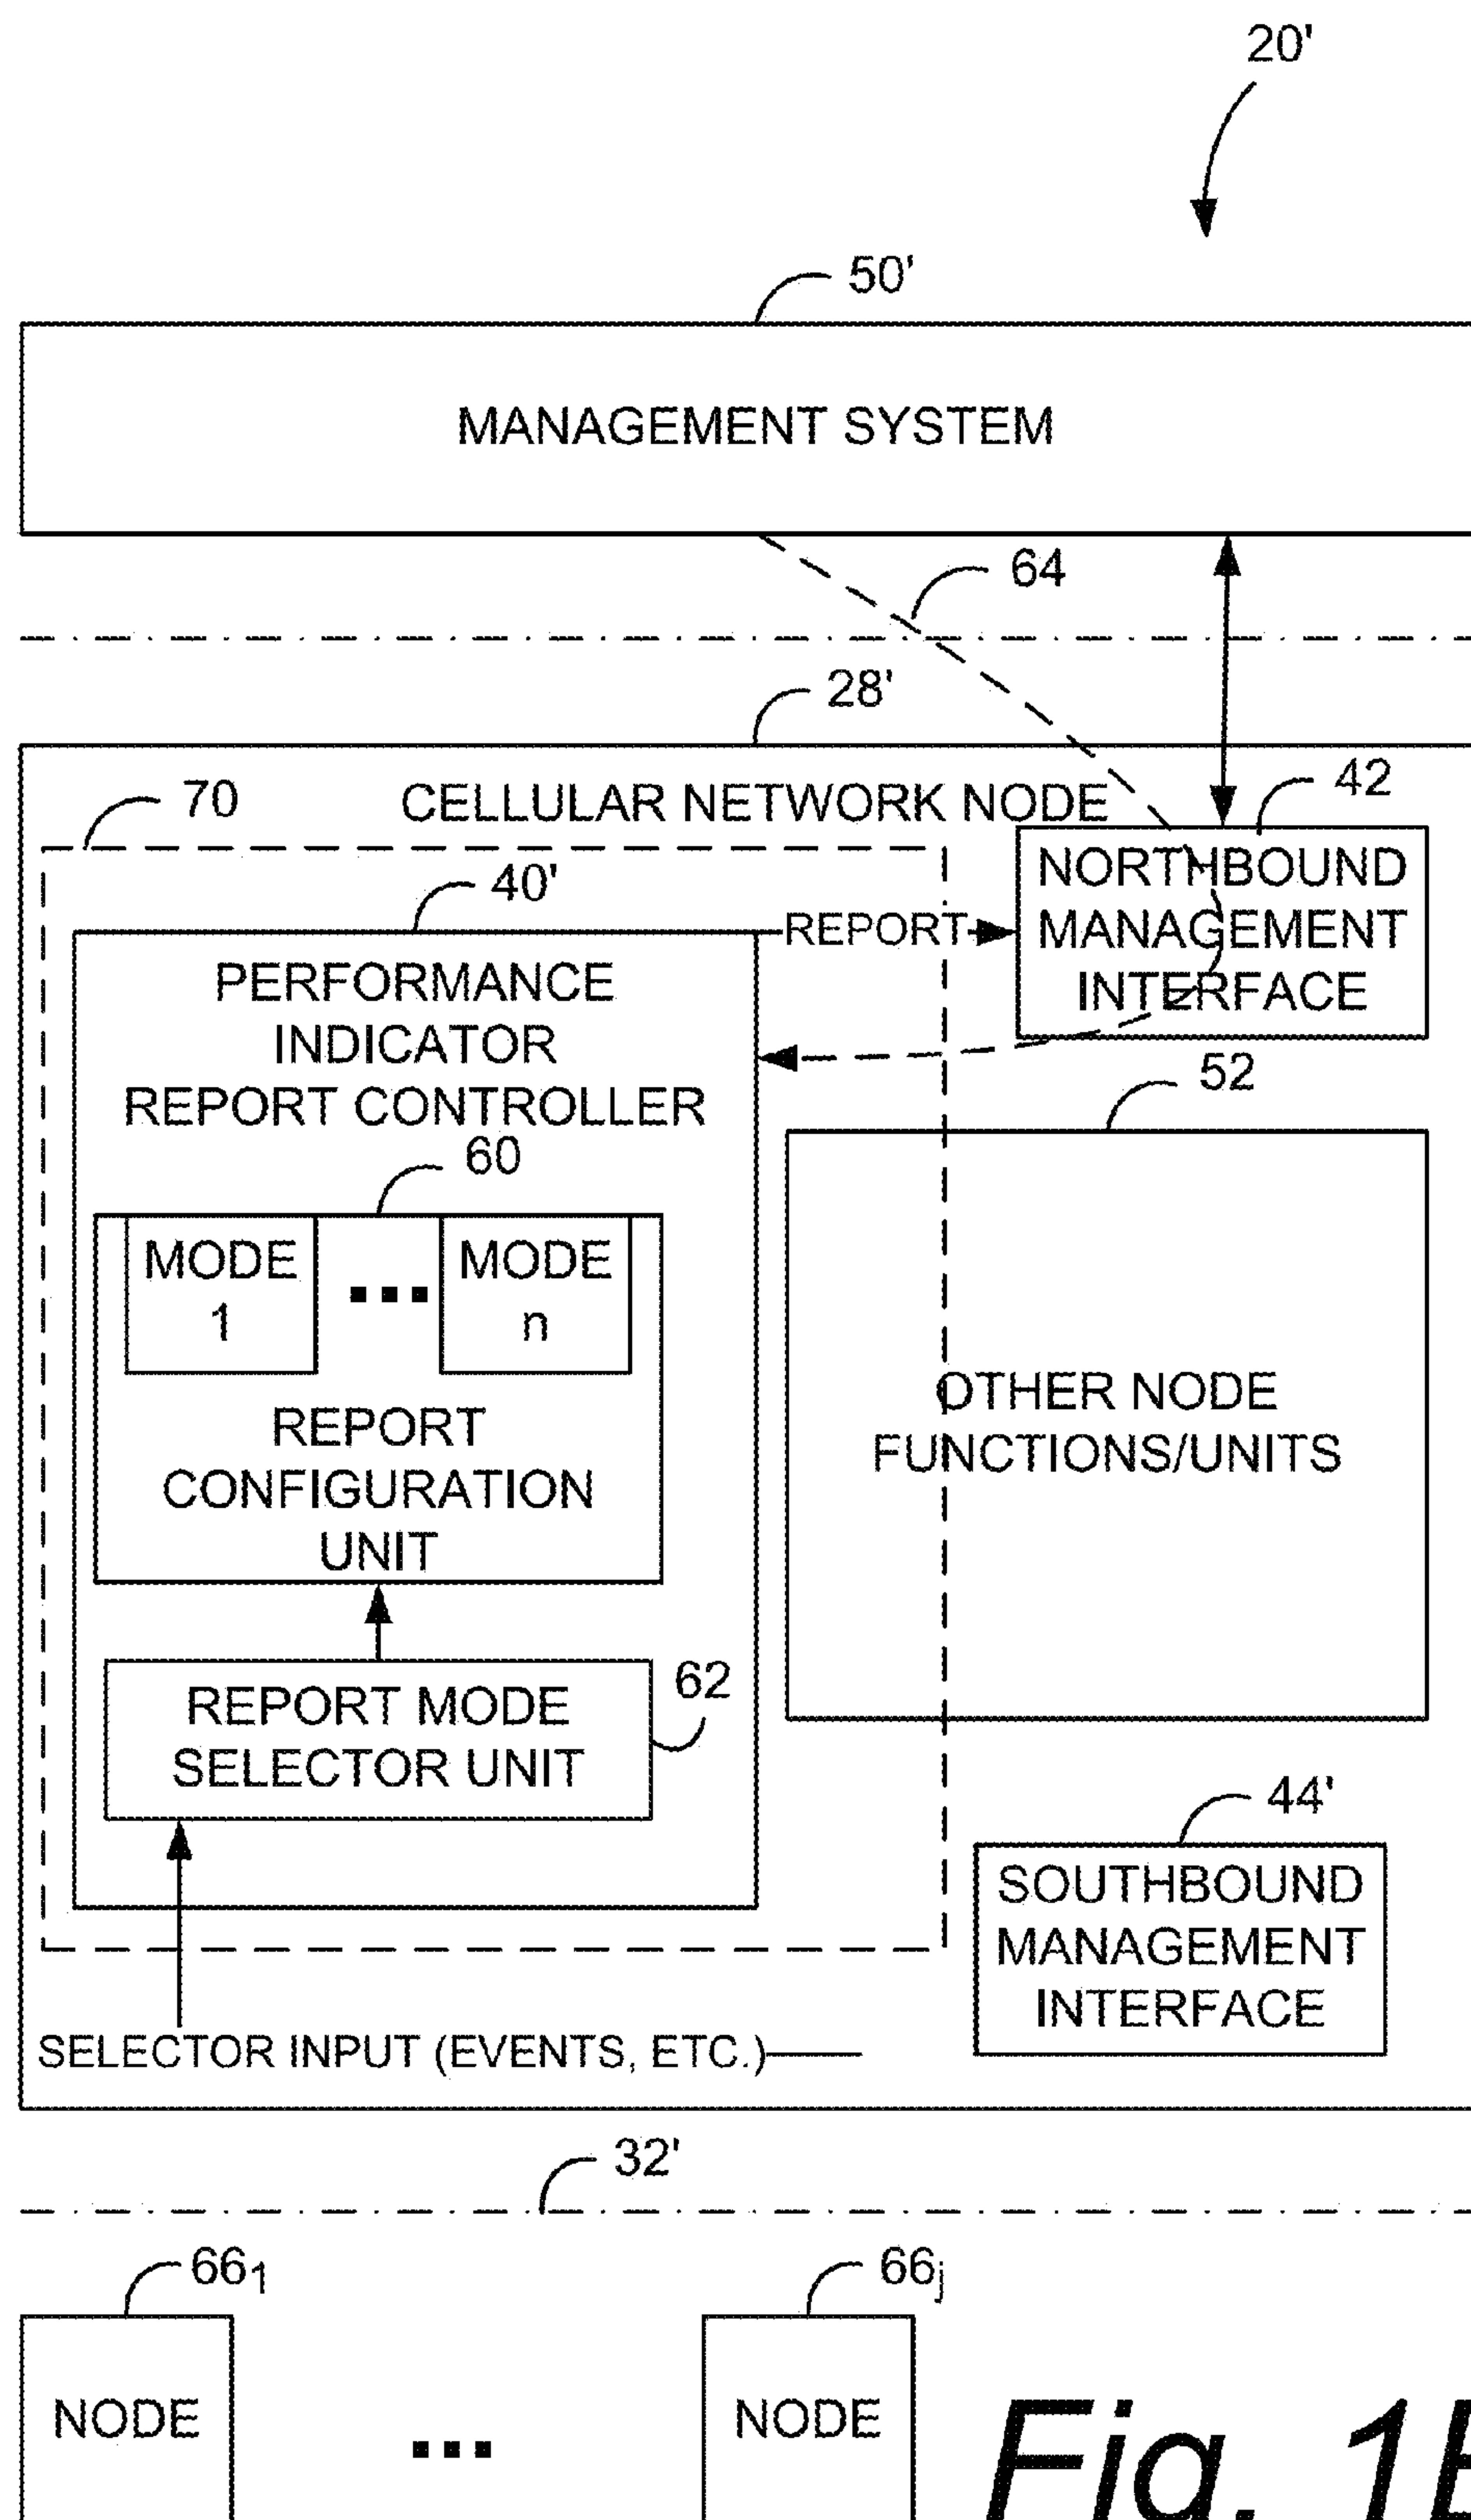 20'
50'
MANAGEMENT SYSTEM
64
28'
70
CELLULAR NETWORK NODE
42
40'
REPORT
NORTHBOUND
MANAGEMENT
INTERFACE
PERFORMANCE
INDICATOR
REPORT CONTROLLER
52
60
MODE
1
MODE
n
REPORT
CONFIGURATION
UNIT
OTHER NODE
FUNCTIONS/UNITS
62
REPORT MODE
SELECTOR UNIT
44'
SOUTHBOUND
MANAGEMENT
INTERFACE
SELECTOR INPUT (EVENTS, ETC.)
32'
66₁
66ⱼ
NODE
NODE
Fig. 1